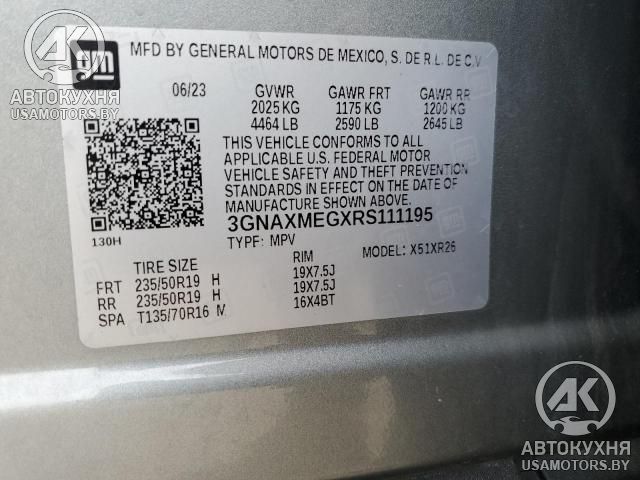 GM
MFD BY GENERAL MOTORS DE MEXICO, S. DE R.L. DE C.V
06/23 GVWR GAWR FRT GAWR RR
2025 KG 1175 KG 1200 KG
4464 LB 2590 LB 2645 LB
THIS VEHICLE CONFORMS TO ALL
APPLICABLE U.S. FEDERAL MOTOR
VEHICLE SAFETY AND THEFT PREVENTION
STANDARDS IN EFFECT ON THE DATE OF
MANUFACTURE SHOWN ABOVE.
3GNAXMEGXRS111195
130H TYPE: MPV MODEL: X51XR26
TIRE SIZE RIM
FRT 235/50R19 H 19X7.5J
RR 235/50R19 H 19X7.5J
SPA T135/70R16 M 16X4BT
АК
АВТОКУХНЯ
USAMOTORS.BY
АК
АВТОКУХНЯ
USAMOTORS.BY